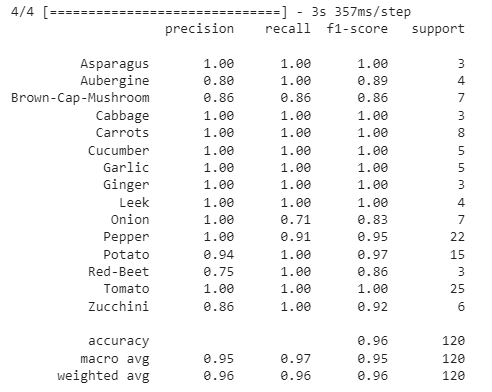 4/4 [==============================] - 3s 357ms/step
precision recall f1-score support
Asparagus 1.00 1.00 1.00 3
Aubergine 0.80 1.00 0.89 4
Brown-Cap-Mushroom 0.86 0.86 0.86 7
Cabbage 1.00 1.00 1.00 3
Carrots 1.00 1.00 1.00 8
Cucumber 1.00 1.00 1.00 5
Garlic 1.00 1.00 1.00 5
Ginger 1.00 1.00 1.00 3
Leek 1.00 1.00 1.00 4
Onion 1.00 0.71 0.83 7
Pepper 1.00 0.91 0.95 22
Potato 0.94 1.00 0.97 15
Red-Beet 0.75 1.00 0.86 3
Tomato 1.00 1.00 1.00 25
Zucchini 0.86 1.00 0.92 6
accuracy 0.96 120
macro avg 0.95 0.97 0.95 120
weighted avg 0.96 0.96 0.96 120